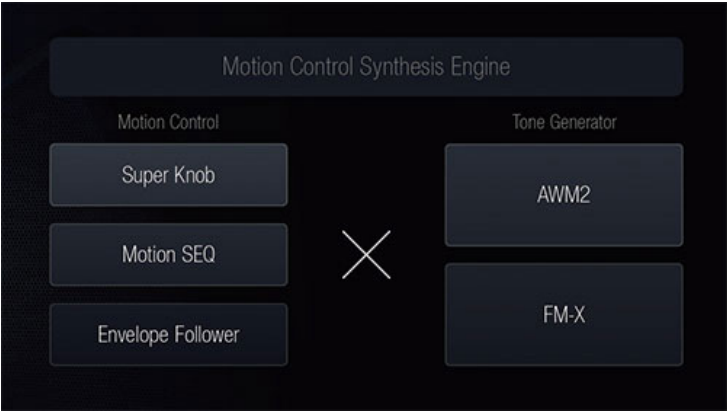 Motion Control Synthesis Engine
Motion Control
Tone Generator
Super Knob
AWM2
Motion SEQ
FM-X
Envelope Follower